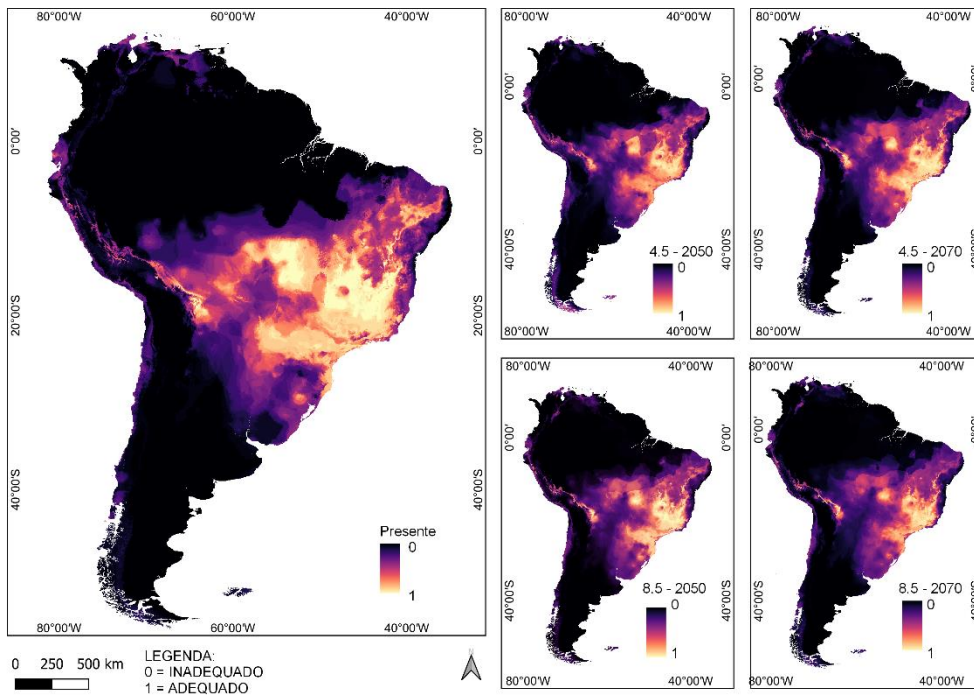 80°00'W 60°00'W 40°00'W
0°00' 0°00'
20°00'S 20°00'S
40°00'S 40°00'S
Presente
0
1
80°00'W 60°00'W 40°00'W
0 250 500 km
LEGENDA:
0 = INADEQUADO
1 = ADEQUADO
80°00'W 40°00'W
0°00' 0°00'
40°00'S 40°00'S
4.5 - 2050
0
1
80°00'W 40°00'W
80°00'W 40°00'W
0°00' 0°00'
40°00'S 40°00'S
4.5 - 2070
0
1
80°00'W 40°00'W
80°00'W 40°00'W
0°00' 0°00'
40°00'S 40°00'S
8.5 - 2050
0
1
80°00'W 40°00'W
0°00' 0°00'
40°00'S 40°00'S
8.5 - 2070
0
1